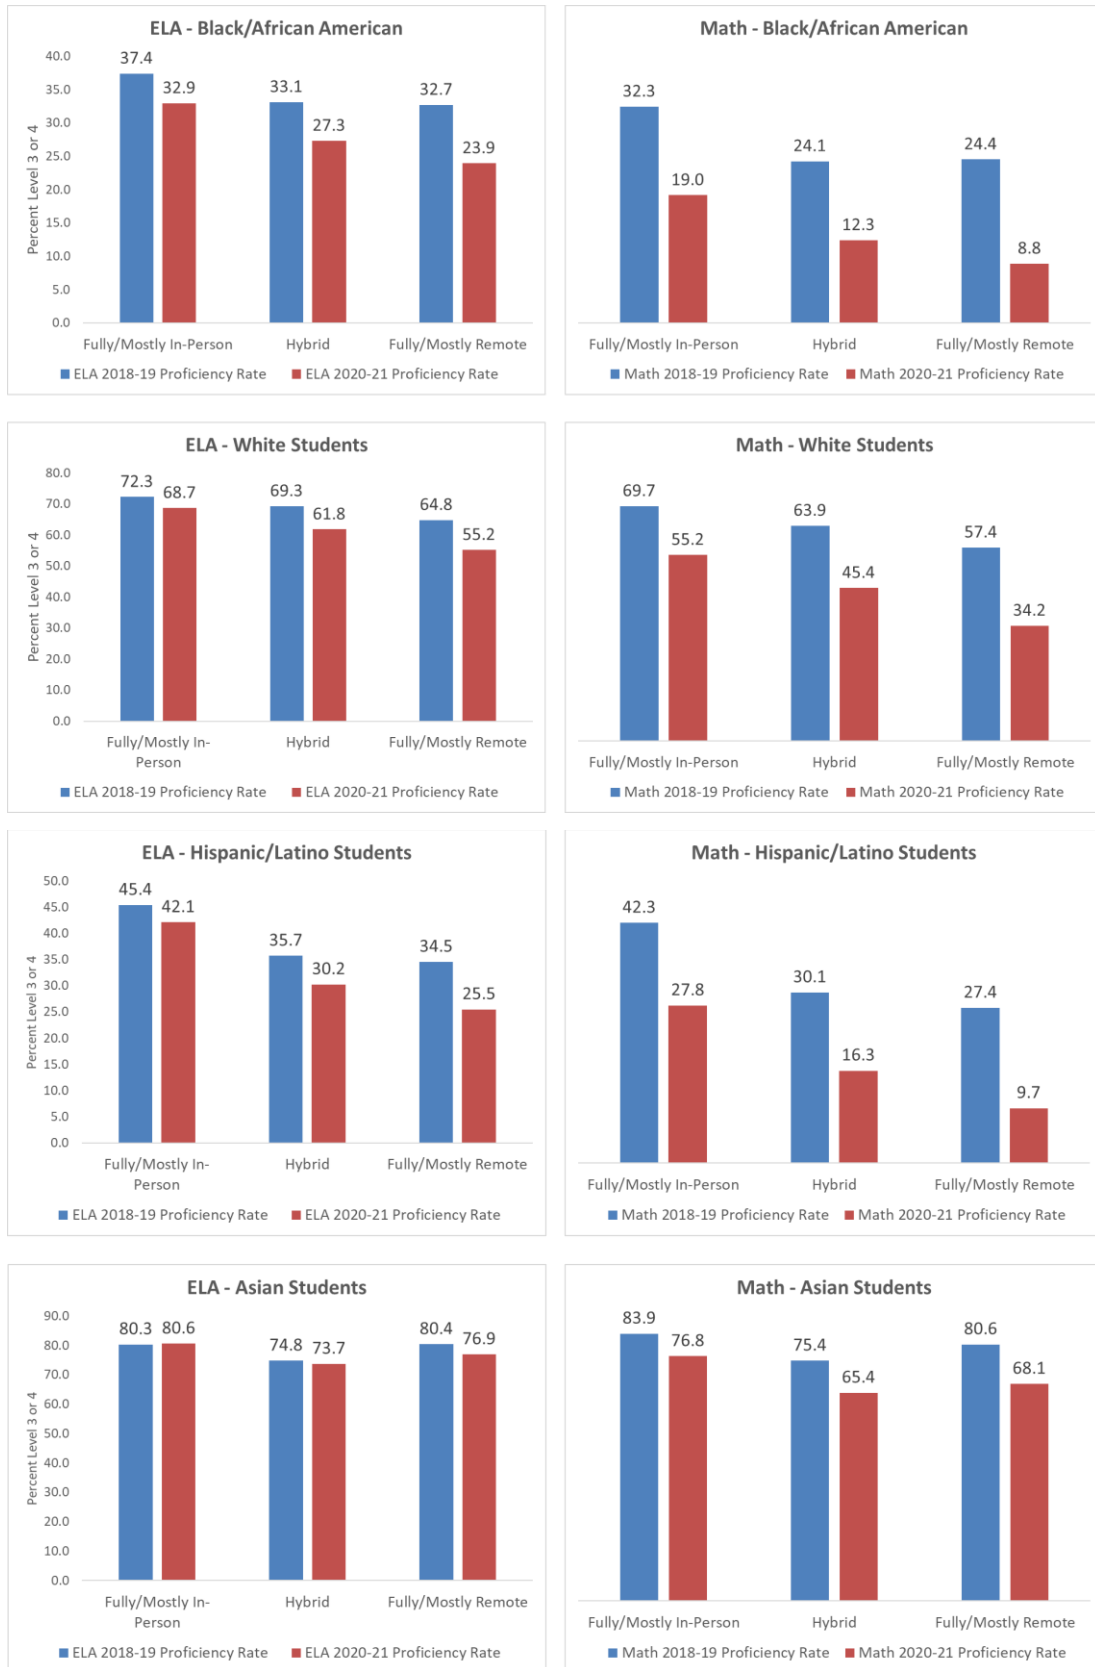 ELA - Black/African American
40.0
35.0
30.0
25.0
20.0
15.0
10.0
5.0
0.0
Percent Level 3 or 4
37.4
32.9
33.1
27.3
32.7
23.9
Fully/Mostly In-Person Hybrid Fully/Mostly Remote
ELA 2018-19 Proficiency Rate ELA 2020-21 Proficiency Rate
Math - Black/African American
32.3
19.0
24.1
12.3
24.4
8.8
Fully/Mostly In-Person Hybrid Fully/Mostly Remote
Math 2018-19 Proficiency Rate Math 2020-21 Proficiency Rate
ELA - White Students
80.0
70.0
60.0
50.0
40.0
30.0
20.0
10.0
0.0
Percent Level 3 or 4
72.3
68.7
69.3
61.8
64.8
55.2
Fully/Mostly In- Hybrid Fully/Mostly Remote
Person
ELA 2018-19 Proficiency Rate ELA 2020-21 Proficiency Rate
Math - White Students
69.7
55.2
63.9
45.4
57.4
34.2
Fully/Mostly In-Person Hybrid Fully/Mostly Remote
Math 2018-19 Proficiency Rate Math 2020-21 Proficiency Rate
ELA - Hispanic/Latino Students
50.0
45.0
40.0
35.0
30.0
25.0
20.0
15.0
10.0
5.0
0.0
Percent Level 3 or 4
45.4
42.1
35.7
30.2
34.5
25.5
Fully/Mostly In- Hybrid Fully/Mostly Remote
Person
ELA 2018-19 Proficiency Rate ELA 2020-21 Proficiency Rate
Math - Hispanic/Latino Students
42.3
27.8
30.1
16.3
27.4
9.7
Fully/Mostly In-Person Hybrid Fully/Mostly Remote
Math 2018-19 Proficiency Rate Math 2020-21 Proficiency Rate
ELA - Asian Students
90.0
80.0
70.0
60.0
50.0
40.0
30.0
20.0
10.0
0.0
Percent Level 3 or 4
80.3
80.6
74.8
73.7
80.4
76.9
Fully/Mostly In- Hybrid Fully/Mostly Remote
Person
ELA 2018-19 Proficiency Rate ELA 2020-21 Proficiency Rate
Math - Asian Students
83.9
76.8
75.4
65.4
80.6
68.1
Fully/Mostly In-Person Hybrid Fully/Mostly Remote
Math 2018-19 Proficiency Rate Math 2020-21 Proficiency Rate